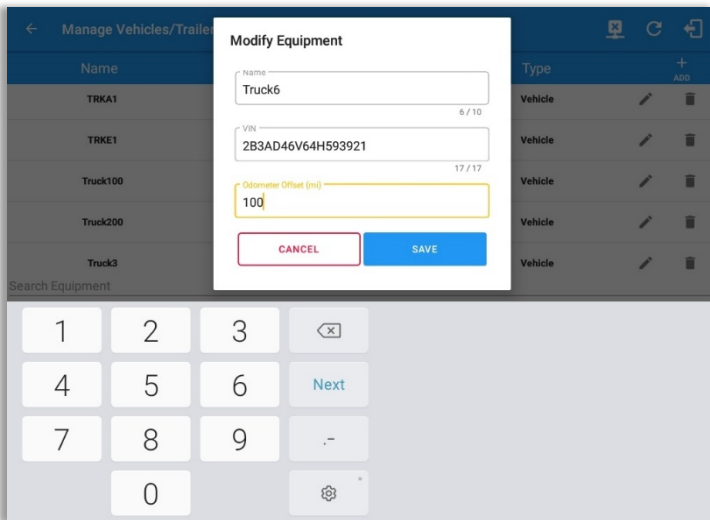 Manage Vehicles/Trailer
Name
Type
ADD
TRKA1
Vehicle
TRKE1
Vehicle
Truck100
Vehicle
Truck200
Vehicle
Truck3
Vehicle
Search Equipment
Modify Equipment
Name
Truck6
6 / 10
VIN
2B3AD46V64H593921
17 / 17
Odometer Offset (mi)
100
CANCEL
SAVE
1
2
3
4
5
6
Next
7
8
9
.-
0